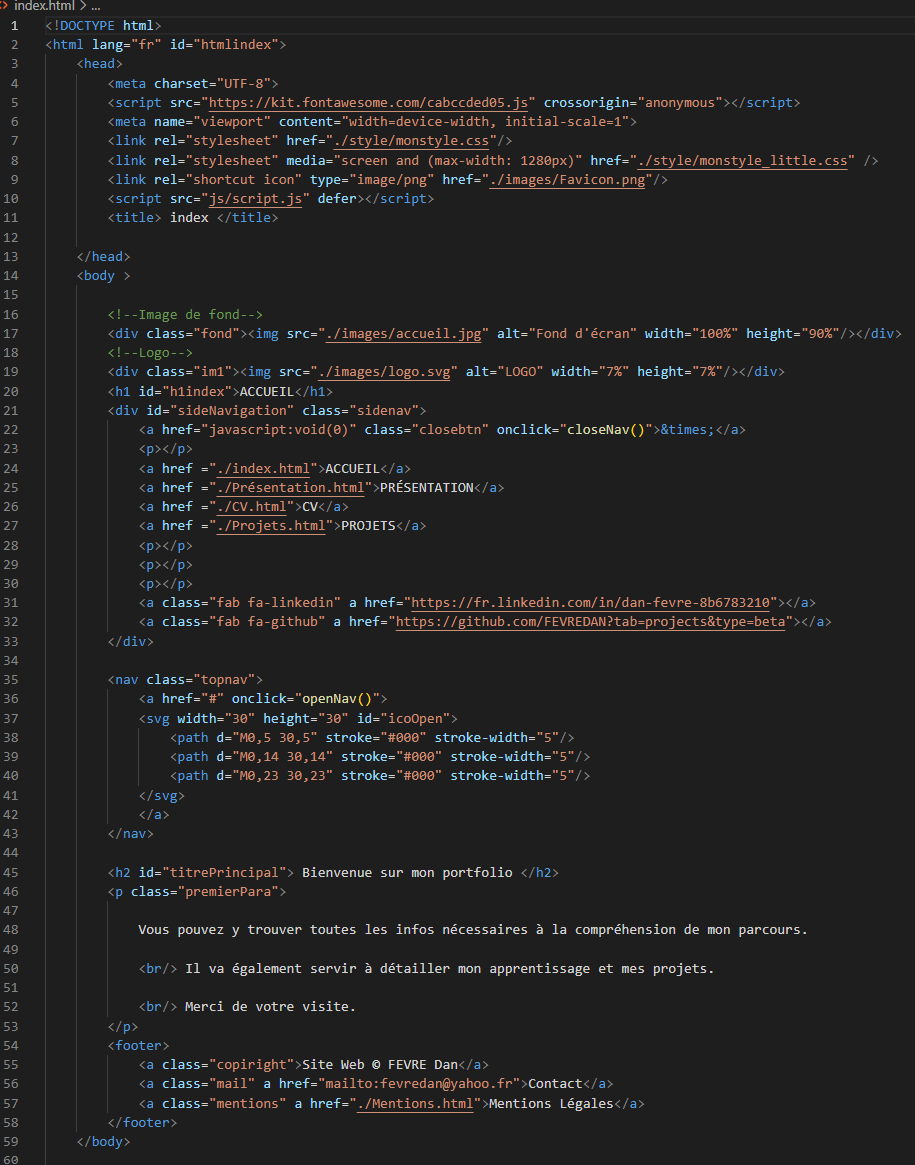 index.html > ...
1 <!DOCTYPE html>
2 <html lang="fr" id="htmlindex">
3 <head>
4 <meta charset="UTF-8">
5 <script src="https://kit.fontawesome.com/cabccded05.js" crossorigin="anonymous"></script>
6 <meta name="viewport" content="width=device-width, initial-scale=1">
7 <link rel="stylesheet" href="./style/monstyle.css"/>
8 <link rel="stylesheet" media="screen and (max-width: 1280px)" href="./style/monstyle_little.css" />
9 <link rel="shortcut icon" type="image/png" href="./images/Favicon.png"/>
10 <script src="js/script.js" defer></script>
11 <title> index </title>
12
13 </head>
14 <body >
15
16 <!--Image de fond-->
17 <div class="fond"><img src="./images/accueil.jpg" alt="Fond d'écran" width="100%" height="90%"/></div>
18 <!--Logo-->
19 <div class="im1"><img src="./images/logo.svg" alt="LOGO" width="7%" height="7%"/></div>
20 <h1 id="h1index">ACCUEIL</h1>
21 <div id="sideNavigation" class="sidenav">
22 <a href="javascript:void(0)" class="closebtn" onclick="closeNav()">&times;</a>
23 <p></p>
24 <a href ="./index.html">ACCUEIL</a>
25 <a href ="./Présentation.html">PRÉSENTATION</a>
26 <a href ="./CV.html">CV</a>
27 <a href ="./Projets.html">PROJETS</a>
28 <p></p>
29 <p></p>
30 <p></p>
31 <a class="fab fa-linkedin" a href="https://fr.linkedin.com/in/dan-fevre-8b6783210"></a>
32 <a class="fab fa-github" a href="https://github.com/FEVREDAN?tab=projects&type=beta"></a>
33 </div>
34
35 <nav class="topnav">
36 <a href="#" onclick="openNav()">
37 <svg width="30" height="30" id="icoOpen">
38 <path d="M0,5 30,5" stroke="#000" stroke-width="5"/>
39 <path d="M0,14 30,14" stroke="#000" stroke-width="5"/>
40 <path d="M0,23 30,23" stroke="#000" stroke-width="5"/>
41 </svg>
42 </a>
43 </nav>
44
45 <h2 id="titrePrincipal"> Bienvenue sur mon portfolio </h2>
46 <p class="premierPara">
47
48 Vous pouvez y trouver toutes les infos nécessaires à la compréhension de mon parcours.
49
50 <br/> Il va également servir à détailler mon apprentissage et mes projets.
51
52 <br/> Merci de votre visite.
53 </p>
54 <footer>
55 <a class="copiright">Site Web © FEVRE Dan</a>
56 <a class="mail" a href="mailto:fevredan@yahoo.fr">Contact</a>
57 <a class="mentions" a href="./Mentions.html">Mentions Légales</a>
58 </footer>
59 </body>
60